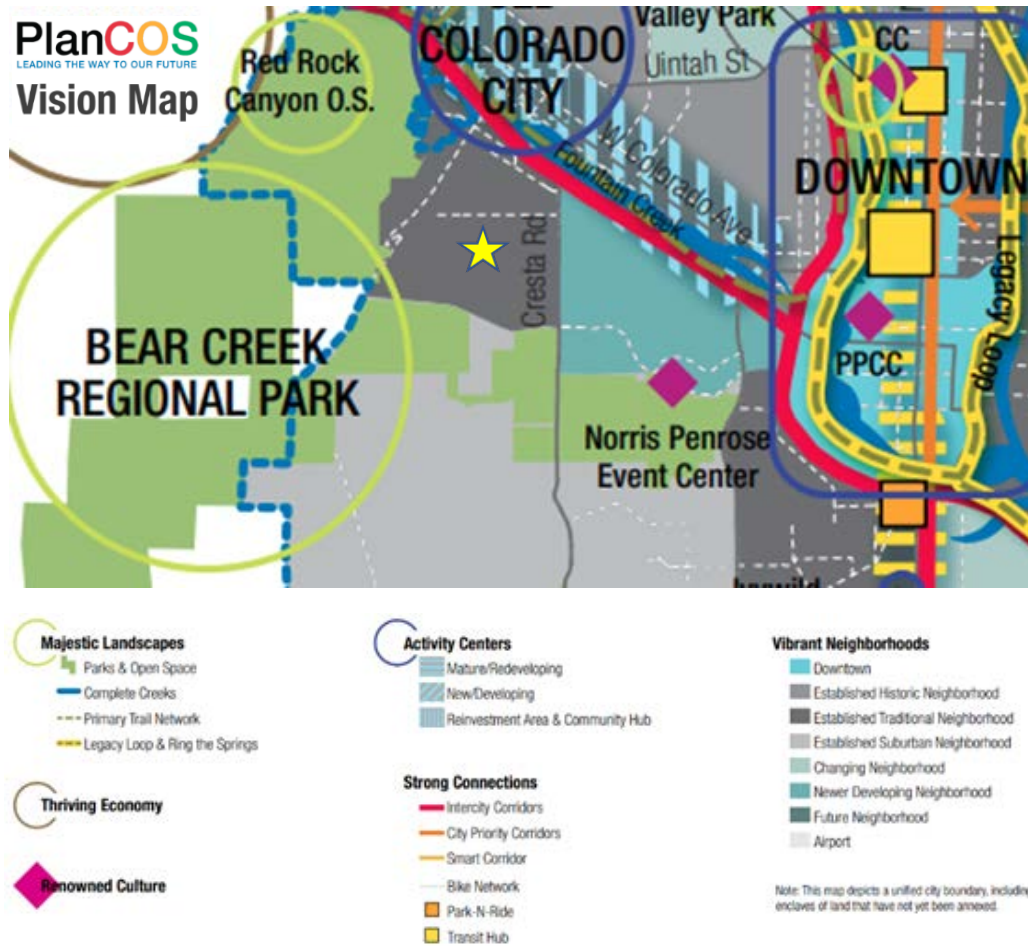 PlanCOS
LEADING THE WAY TO OUR FUTURE
Vision Map
Red Rock
Canyon O.S.
COLORADO
CITY
Valley Park
Uintah St
CC
W Colorado Ave
Fountain Creek
DOWNTOWN
Legacy Loop
Cresta Rd
BEAR CREEK
REGIONAL PARK
PPCC
Norris Penrose
Event Center
Majestic Landscapes
Parks & Open Space
Complete Creeks
Primary Trail Network
Legacy Loop & Ring the Springs
Thriving Economy
Renowned Culture
Activity Centers
Mature/Redeveloping
New/Developing
Reinvestment Area & Community Hub
Strong Connections
Intercity Corridors
City Priority Corridors
Smart Corridor
Bike Network
Park-N-Ride
Transit Hub
Vibrant Neighborhoods
Downtown
Established Historic Neighborhood
Established Traditional Neighborhood
Established Suburban Neighborhood
Changing Neighborhood
Newer Developing Neighborhood
Future Neighborhood
Airport
Note: This map depicts a unified city boundary, including
enclaves of land that have not yet been annexed.